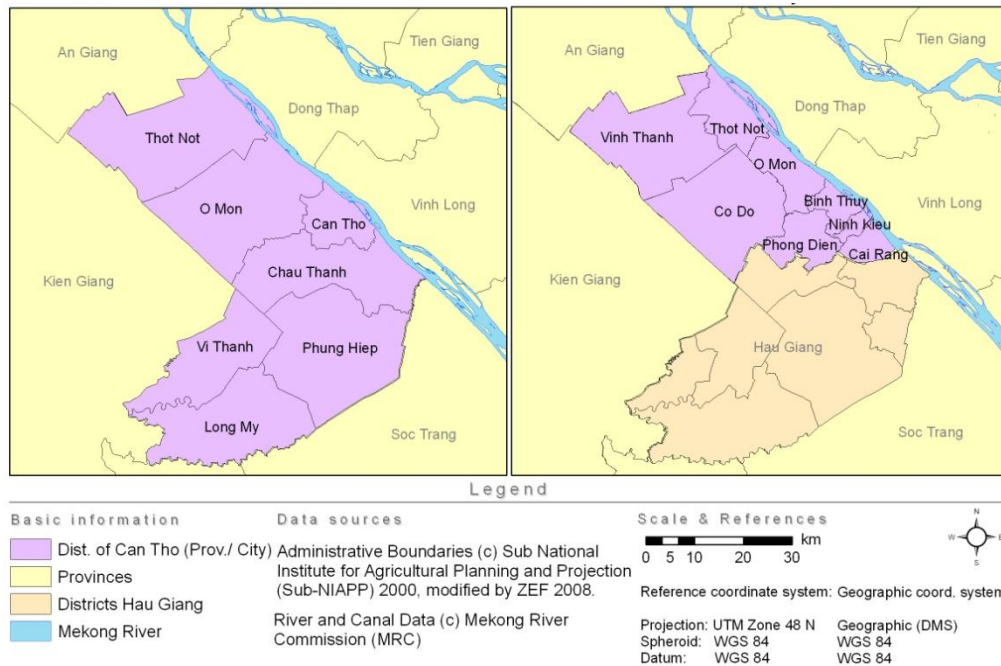 An Giang
Tien Giang
Dong Thap
Thot Not
Vinh Long
O Mon
Can Tho
Chau Thanh
Kien Giang
Vi Thanh
Phung Hiep
Long My
Soc Trang
An Giang
Tien Giang
Dong Thap
Vinh Thanh
Thot Not
O Mon
Vinh Long
Co Do
Binh Thuy
Ninh Kieu
Phong Dien
Cai Rang
Kien Giang
Hau Giang
Soc Trang
Legend
Basic information
Dist. of Can Tho (Prov./ City)
Provinces
Districts Hau Giang
Mekong River
Data sources
Administrative Boundaries (c) Sub National
Institute for Agricultural Planning and Projection
(Sub-NIAPP) 2000, modified by ZEF 2008.
River and Canal Data (c) Mekong River
Commission (MRC)
Scale & References
km
0 5 10 20 30
N
W E
S
Reference coordinate system: Geographic coord. system
Projection: UTM Zone 48 N Geographic (DMS)
Spheroid: WGS 84 WGS 84
Datum: WGS 84 WGS 84